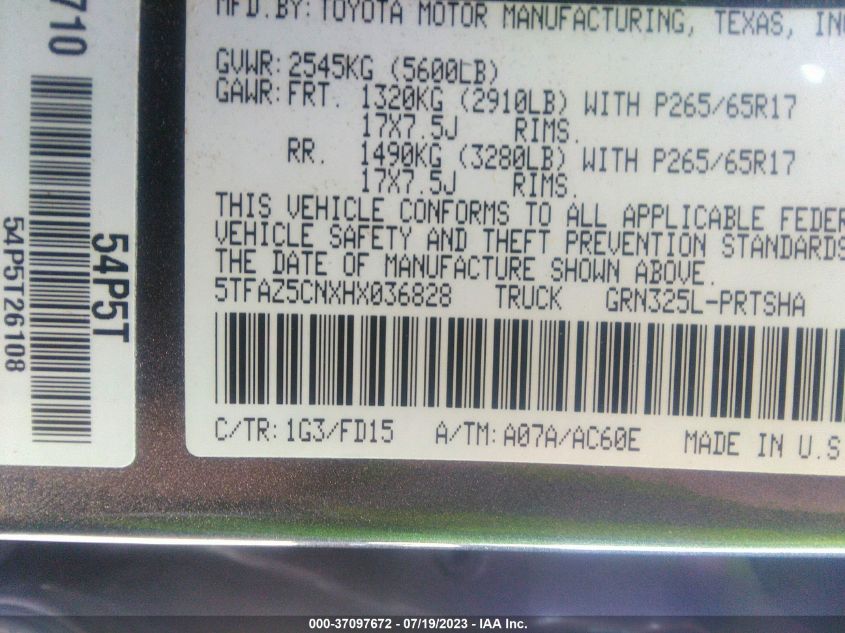 MFD.BY: TOYOTA MOTOR MANUFACTURING, TEXAS, INC
GVWR: 2545KG (5600LB)
GAWR: FRT. 1320KG (2910LB) WITH P265/65R17
17X7.5J RIMS.
RR. 1490KG (3280LB) WITH P265/65R17
17X7.5J RIMS.
THIS VEHICLE CONFORMS TO ALL APPLICABLE FEDER
VEHICLE SAFETY AND THEFT PREVENTION STANDARDS
THE DATE OF MANUFACTURE SHOWN ABOVE.
5TFAZ5CNXHX036828 TRUCK GRN325L-PRTSHA
C/TR: 1G3/FD15 A/TM: A07A/AC60E MADE IN U.S
710
54P5T
54P5T26108
000-37097672 - 07/19/2023 - IAA Inc.